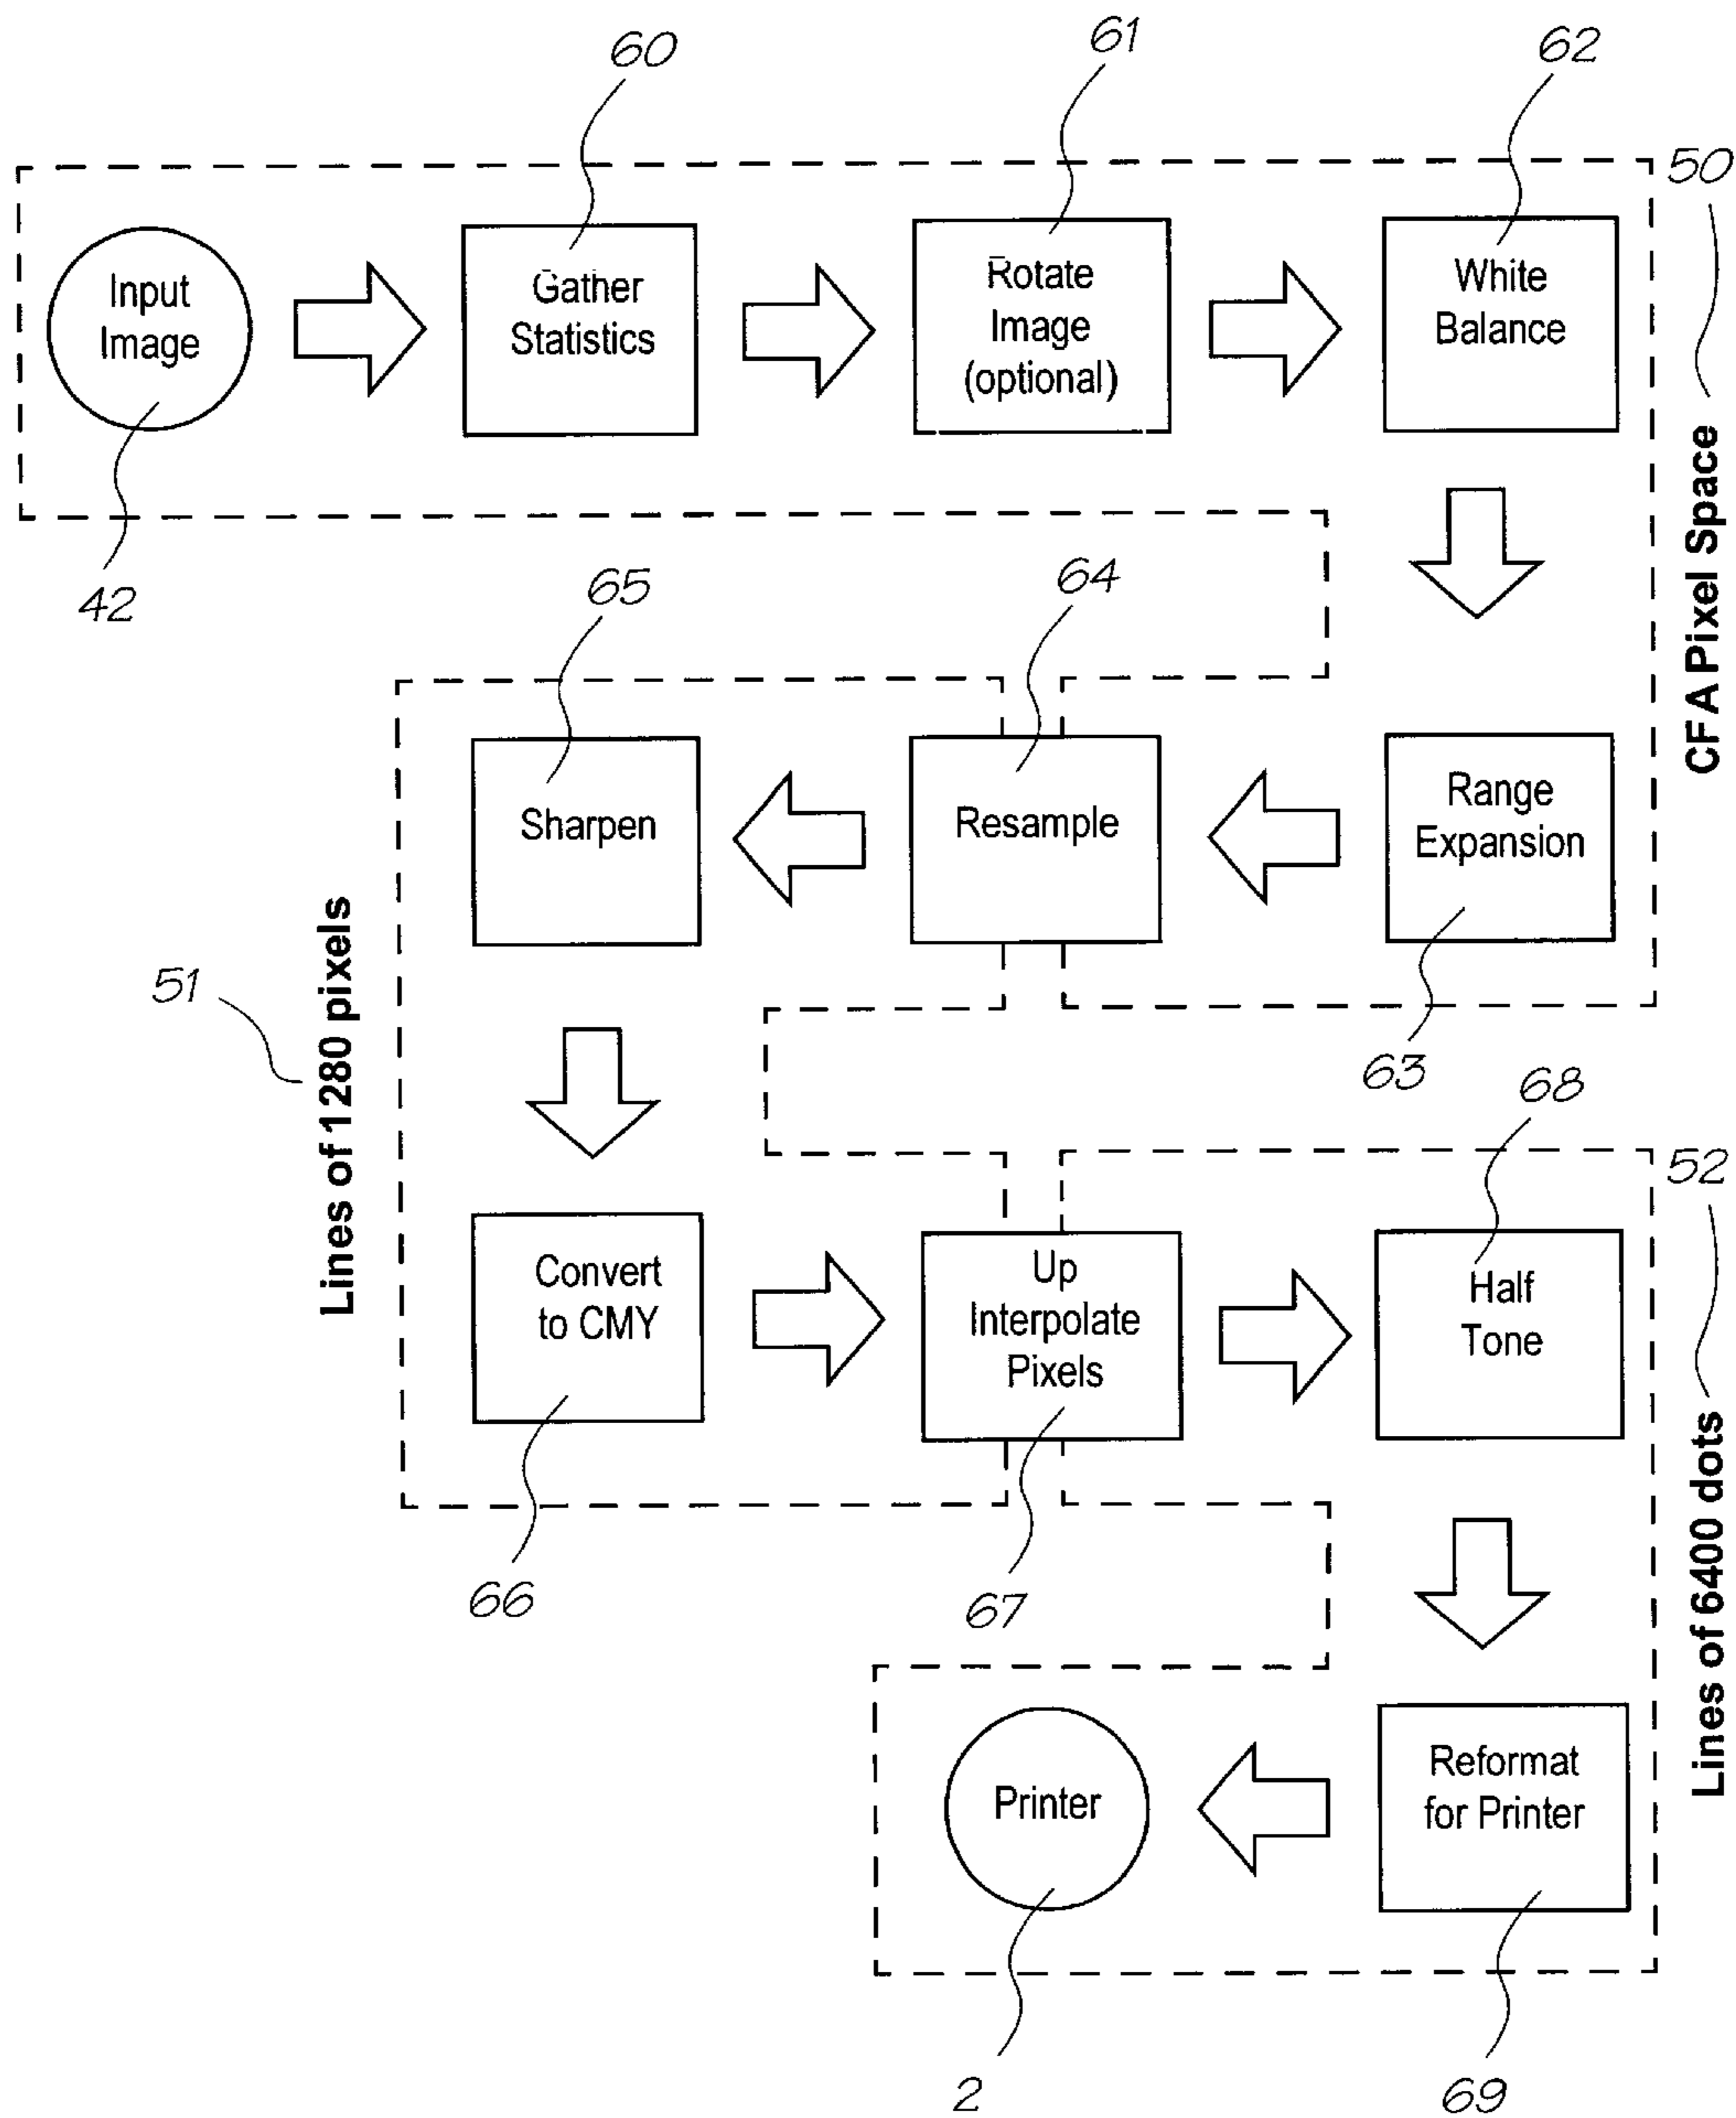 60
61
62
50
Input
Image
Gather
Statistics
Rotate
Image
(optional)
White
Balance
42
CFA Pixel Space
65
64
Sharpen
Resample
Range
Expansion
51
Lines of 1280 pixels
63
68
52
Convert
to CMY
Up
Interpolate
Pixels
Half
Tone
66
67
Lines of 6400 dots
Printer
Reformat
for Printer
2
69